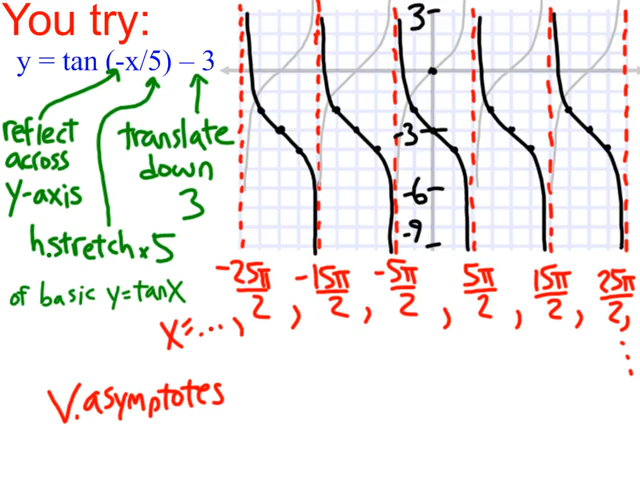 You try:
y = tan (-x/5) – 3
reflect
across
y-axis
translate
down
3
h.stretch x 5
of basic y=tanx
3
-3
-6
-9
-25π/2, -15π/2, -5π/2, 5π/2, 15π/2, 25π/2,
x=...,
...
V.asymptotes